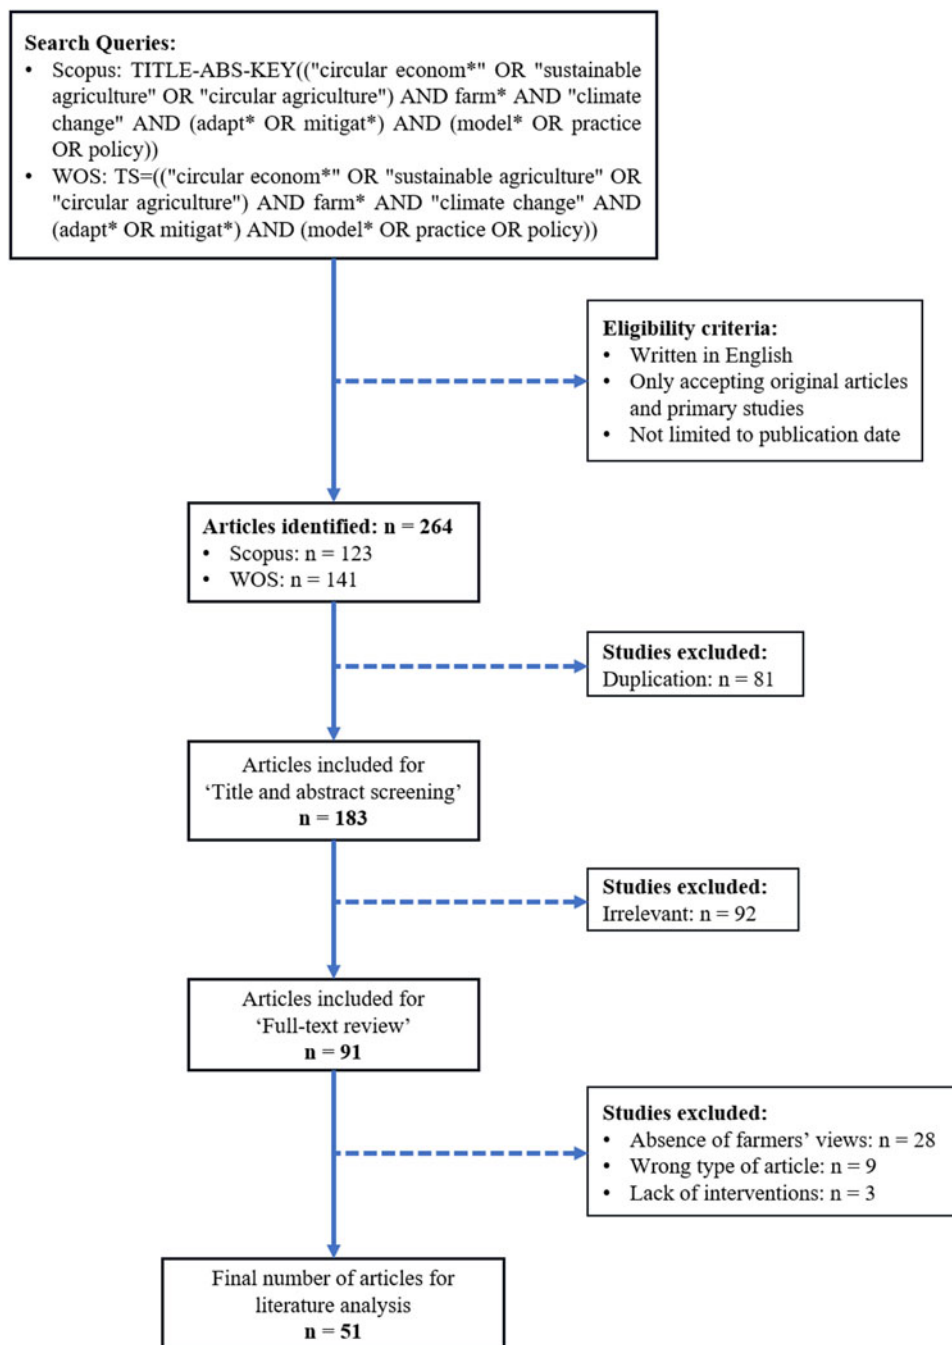 Search Queries:
• Scopus: TITLE-ABS-KEY(("circular econom*" OR "sustainable
agriculture" OR "circular agriculture") AND farm* AND "climate
change" AND (adapt* OR mitigat*) AND (model* OR practice
OR policy))
• WOS: TS=(("circular econom*" OR "sustainable agriculture" OR
"circular agriculture") AND farm* AND "climate change" AND
(adapt* OR mitigat*) AND (model* OR practice OR policy))
Eligibility criteria:
• Written in English
• Only accepting original articles
and primary studies
• Not limited to publication date
Articles identified: n = 264
• Scopus: n = 123
• WOS: n = 141
Studies excluded:
Duplication: n = 81
Articles included for
‘Title and abstract screening’
n = 183
Studies excluded:
Irrelevant: n = 92
Articles included for
‘Full-text review’
n = 91
Studies excluded:
• Absence of farmers’ views: n = 28
• Wrong type of article: n = 9
• Lack of interventions: n = 3
Final number of articles for
literature analysis
n = 51